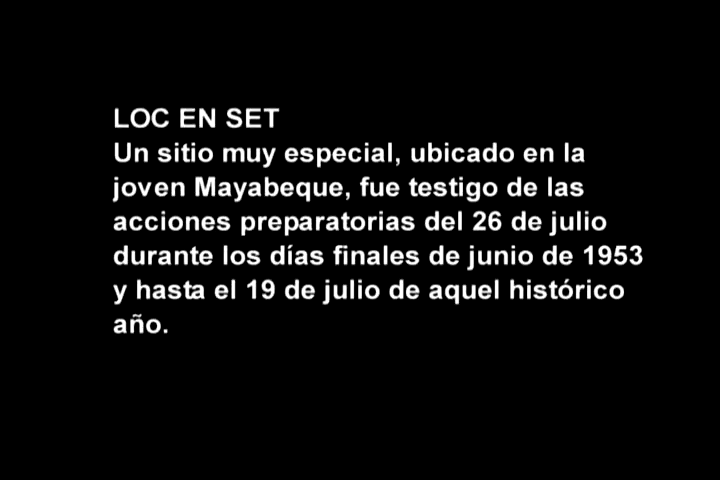 LOC EN SET
Un sitio muy especial, ubicado en la
joven Mayabeque, fue testigo de las
acciones preparatorias del 26 de julio
durante los días finales de junio de 1953
y hasta el 19 de julio de aquel histórico
año.